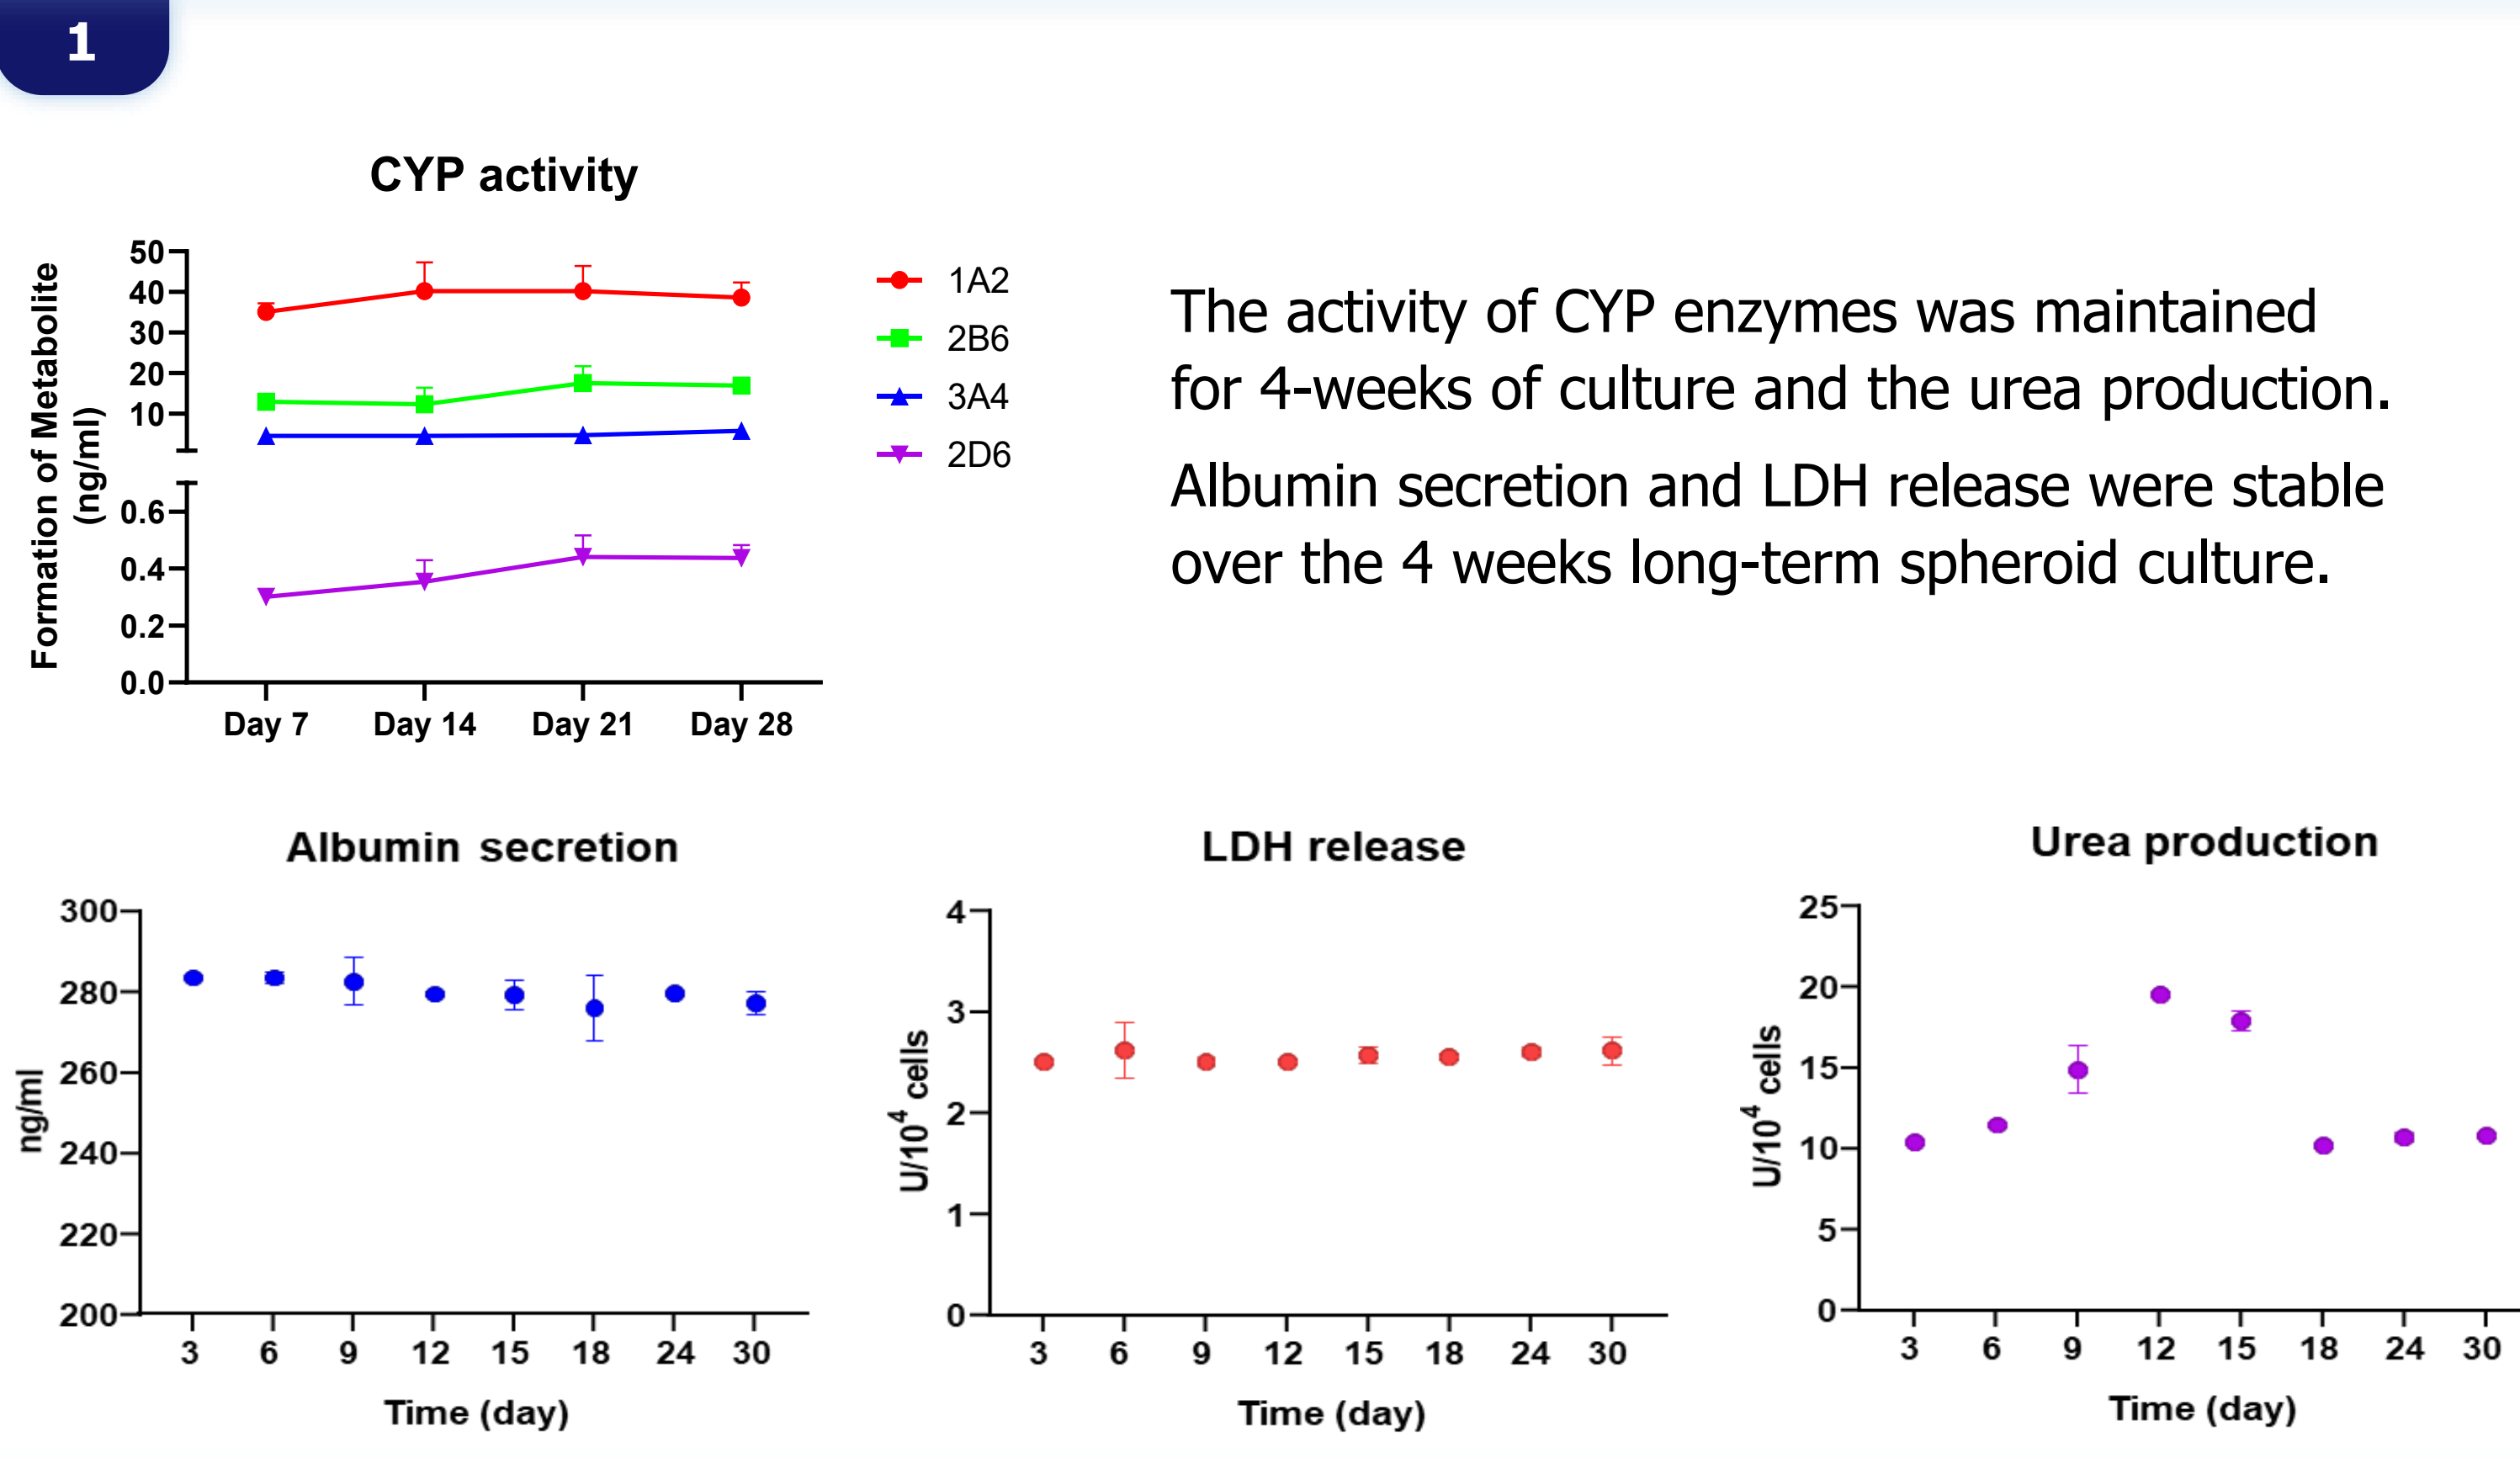 1
CYP activity
Formation of Metabolite
(ng/ml)
50
40
30
20
10
0.6
0.4
0.2
0.0
Day 7 Day 14 Day 21 Day 28
1A2
2B6
3A4
2D6
The activity of CYP enzymes was maintained
for 4-weeks of culture and the urea production.
Albumin secretion and LDH release were stable
over the 4 weeks long-term spheroid culture.
Albumin secretion
ng/ml
300
280
260
240
220
200
3 6 9 12 15 18 24 30
Time (day)
LDH release
U/10⁴ cells
4
3
2
1
0
3 6 9 12 15 18 24 30
Time (day)
Urea production
U/10⁴ cells
25
20
15
10
5
0
3 6 9 12 15 18 24 30
Time (day)